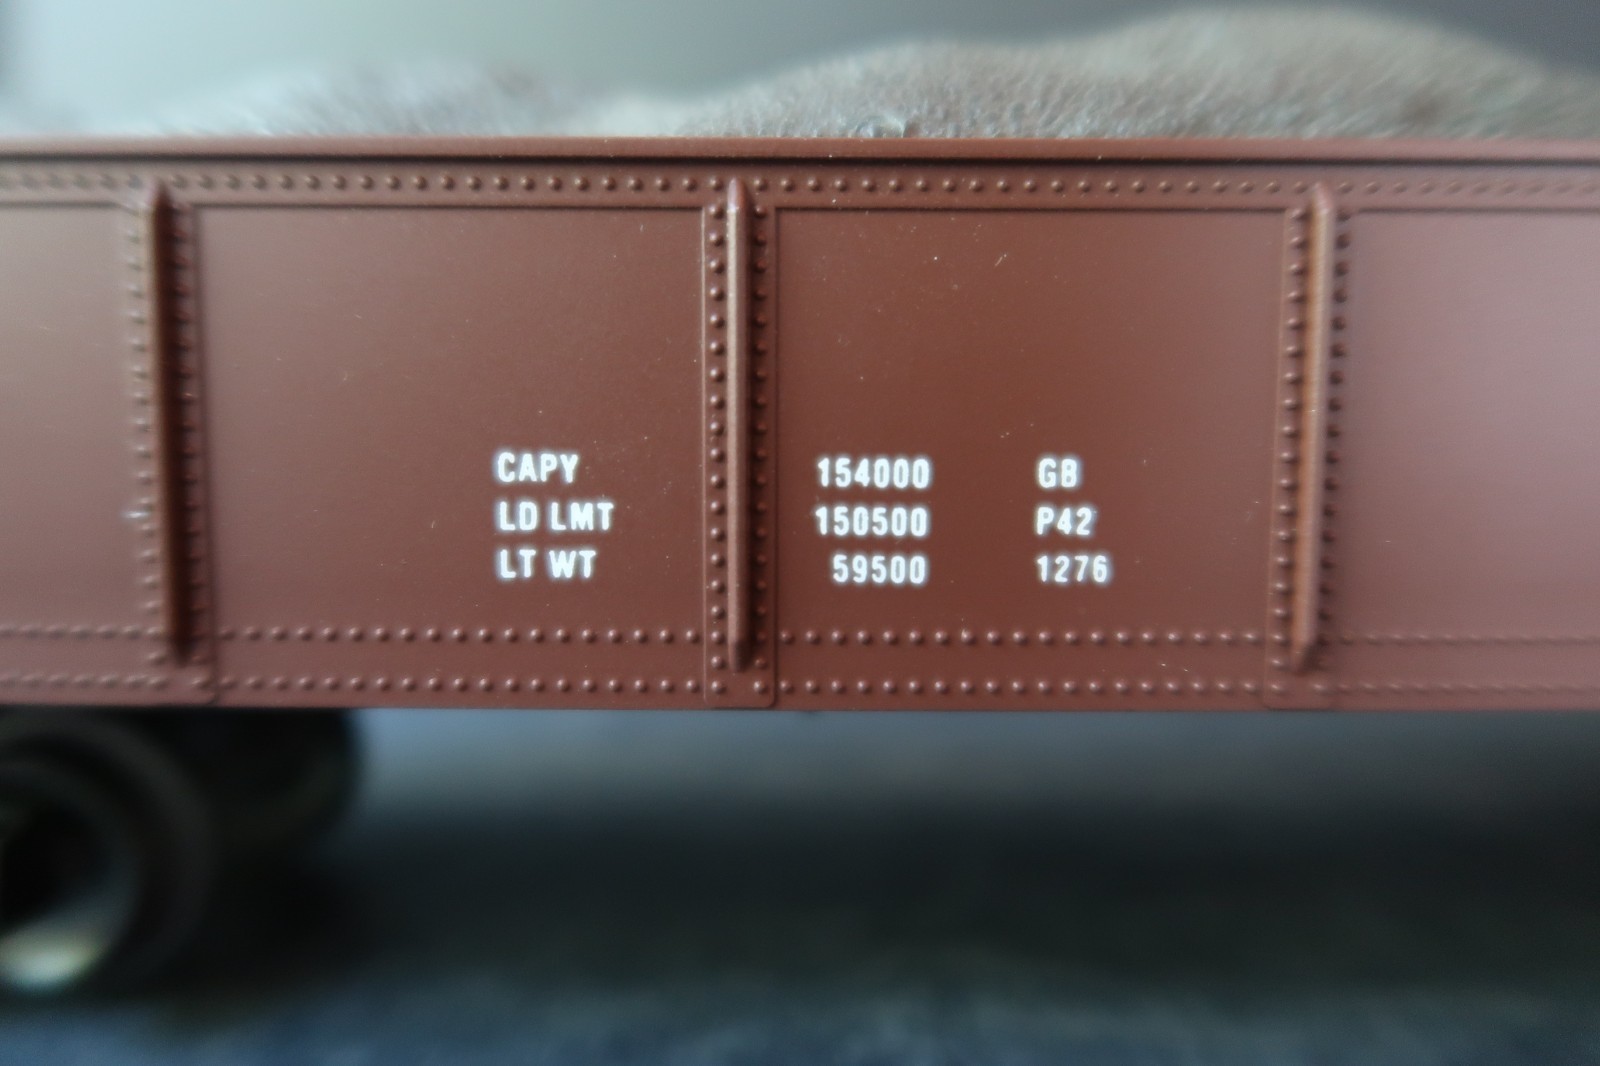 CAPY 154000 GB
LD LMT 150500 P42
LT WT 59500 1276